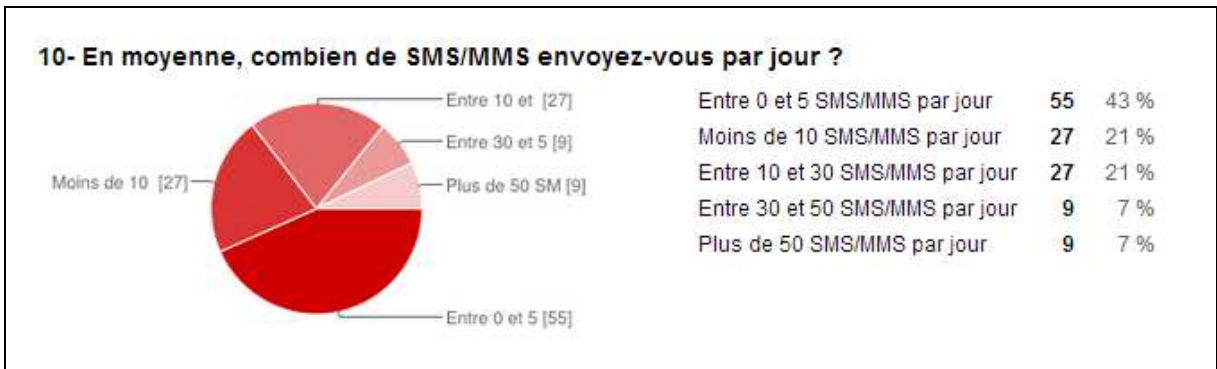 10- En moyenne, combien de SMS/MMS envoyez-vous par jour ?
Entre 10 et [27]
Entre 30 et 5 [9]
Plus de 50 SM [9]
Moins de 10 [27]
Entre 0 et 5 [55]
Entre 0 et 5 SMS/MMS par jour 55 43 %
Moins de 10 SMS/MMS par jour 27 21 %
Entre 10 et 30 SMS/MMS par jour 27 21 %
Entre 30 et 50 SMS/MMS par jour 9 7 %
Plus de 50 SMS/MMS par jour 9 7 %